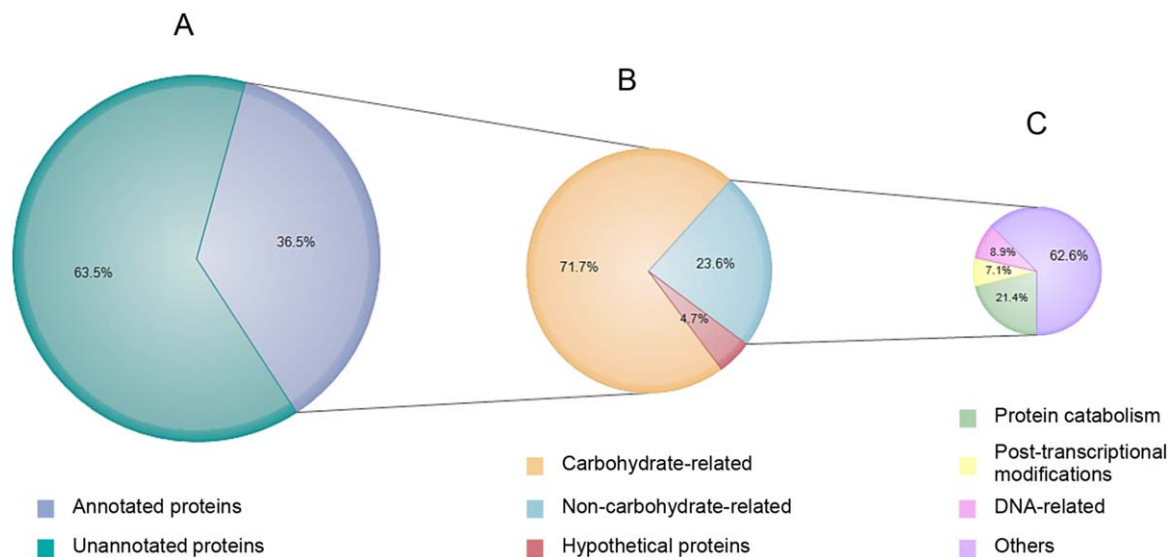 A
B
C
63.5%
36.5%
71.7%
23.6%
4.7%
62.6%
8.9%
7.1%
21.4%
Annotated proteins
Unannotated proteins
Carbohydrate-related
Non-carbohydrate-related
Hypothetical proteins
Protein catabolism
Post-transcriptional
modifications
DNA-related
Others